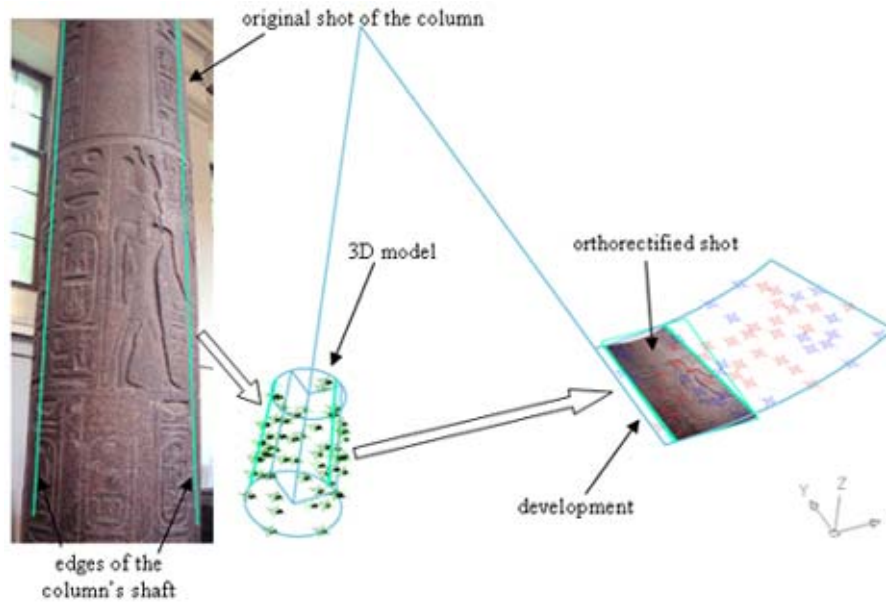 original shot of the column
3D model
orthorectified shot
development
edges of the
column's shaft
Y
Z